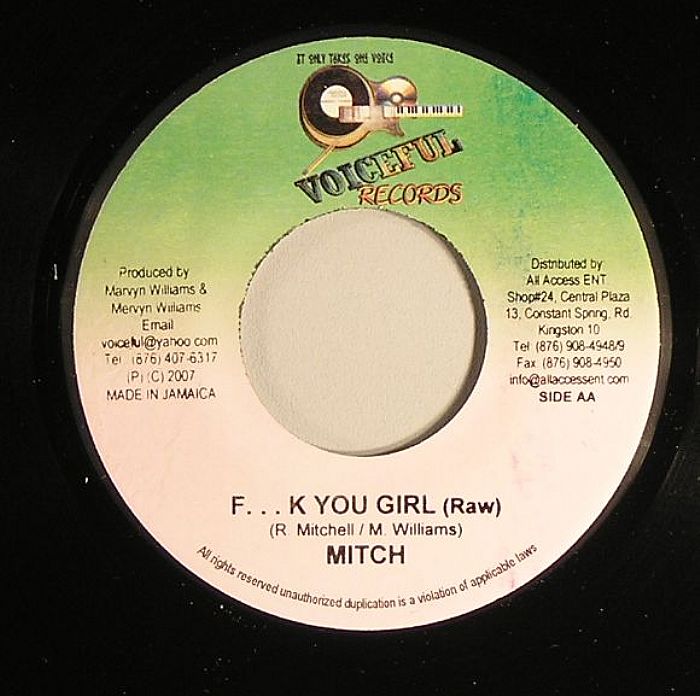 IT ONLY TAKES ONE VOICE
VOICEFUL
RECORDS
Produced by
Marvyn Williams &
Mervyn Williams
Email
voiceful@yahoo.com
Tel: (876) 407-6317
(P) (C) 2007
MADE IN JAMAICA
Distributed by
All Access ENT
Shop#24, Central Plaza
13, Constant Spring, Rd.
Kingston 10
Tel: (876) 908-4948/9
Fax: (876) 908-4950
info@allaccessent.com
SIDE AA
F. . . K YOU GIRL (Raw)
(R. Mitchell / M. Williams)
MITCH
All rights reserved unauthorized duplication is a violation of applicable laws